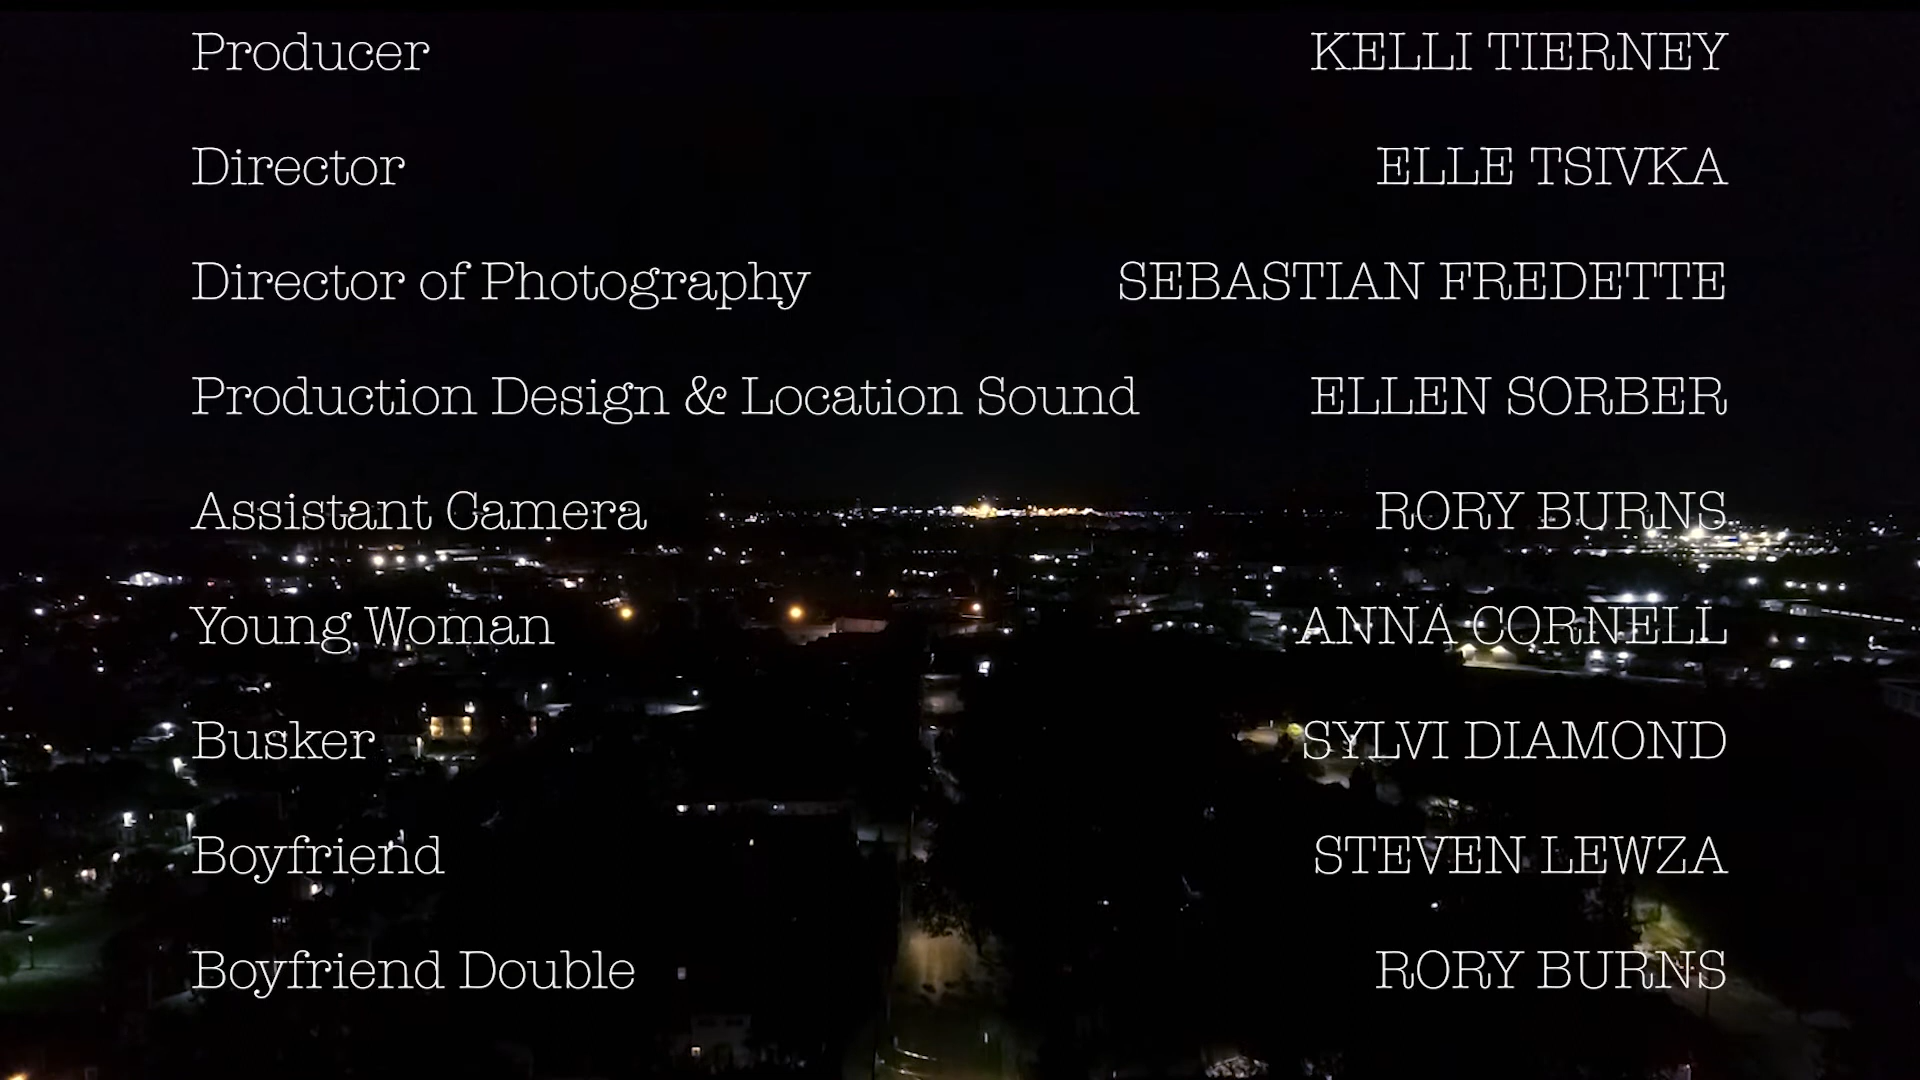 Producer KELLI TIERNEY
Director ELLE TSIVKA
Director of Photography SEBASTIAN FREDETTE
Production Design & Location Sound ELLEN SORBER
Assistant Camera RORY BURNS
Young Woman ANNA CORNELL
Busker SYLVI DIAMOND
Boyfriend STEVEN LEWZA
Boyfriend Double RORY BURNS